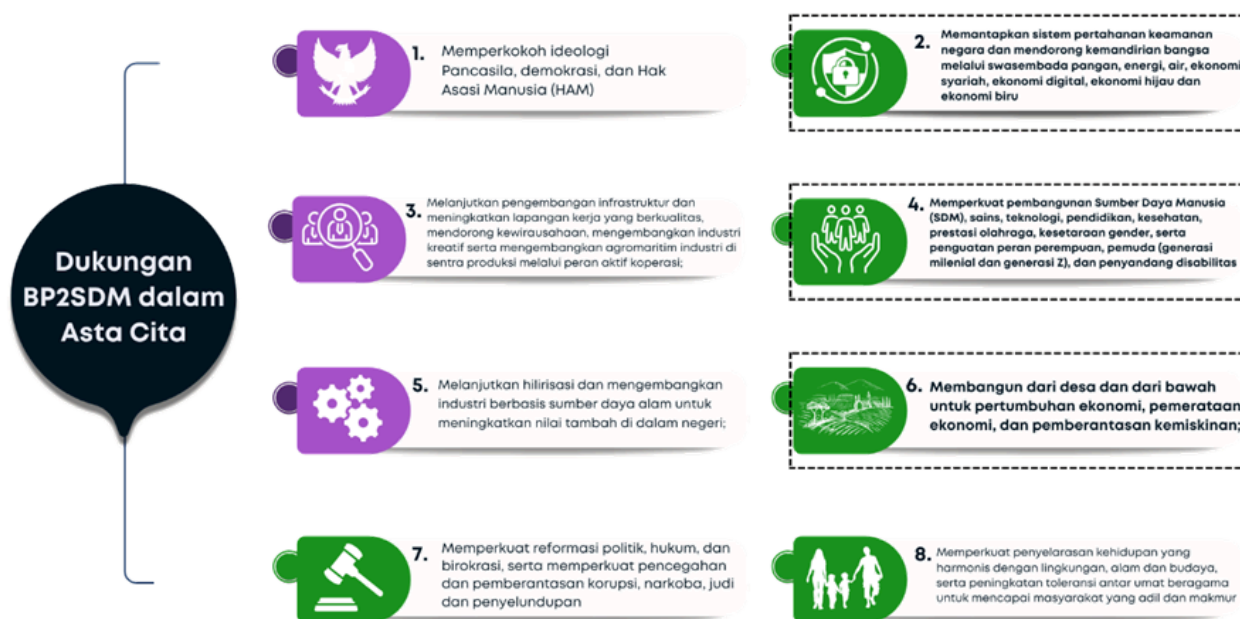 Dukungan
BP2SDM dalam
Asta Cita
1. Memperkokoh ideologi
Pancasila, demokrasi, dan Hak
Asasi Manusia (HAM)
2. Memantapkan sistem pertahanan keamanan
negara dan mendorong kemandirian bangsa
melalui swasembada pangan, energi, air, ekonomi
syariah, ekonomi digital, ekonomi hijau dan
ekonomi biru
3. Melanjutkan pengembangan infrastruktur dan
meningkatkan lapangan kerja yang berkualitas,
mendorong kewirausahaan, mengembangkan industri
kreatif serta mengembangkan agromaritim industri di
sentra produksi melalui peran aktif koperasi;
4. Memperkuat pembangunan Sumber Daya Manusia
(SDM), sains, teknologi, pendidikan, kesehatan,
prestasi olahraga, kesetaraan gender, serta
penguatan peran perempuan, pemuda (generasi
milenial dan generasi Z), dan penyandang disabilitas
5. Melanjutkan hilirisasi dan mengembangkan
industri berbasis sumber daya alam untuk
meningkatkan nilai tambah di dalam negeri;
6. Membangun dari desa dan dari bawah
untuk pertumbuhan ekonomi, pemerataan
ekonomi, dan pemberantasan kemiskinan;
7. Memperkuat reformasi politik, hukum, dan
birokrasi, serta memperkuat pencegahan
dan pemberantasan korupsi, narkoba, judi
dan penyelundupan
8. Memperkuat penyelarasan kehidupan yang
harmonis dengan lingkungan, alam dan budaya,
serta peningkatan toleransi antar umat beragama
untuk mencapai masyarakat yang adil dan makmur